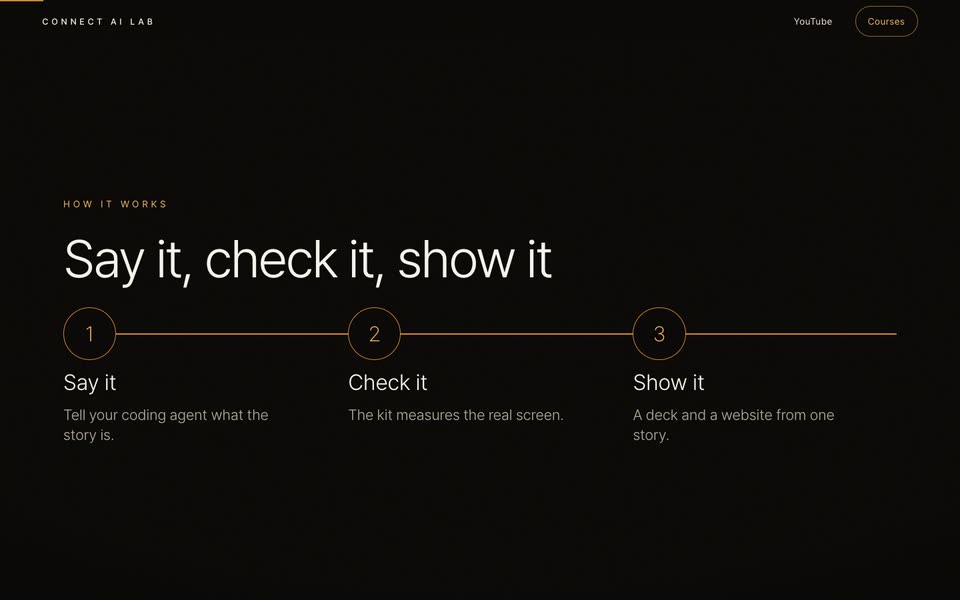 CONNECT AI LAB
YouTube
Courses
HOW IT WORKS
Say it, check it, show it
1
2
3
Say it
Tell your coding agent what the
story is.
Check it
The kit measures the real screen.
Show it
A deck and a website from one
story.